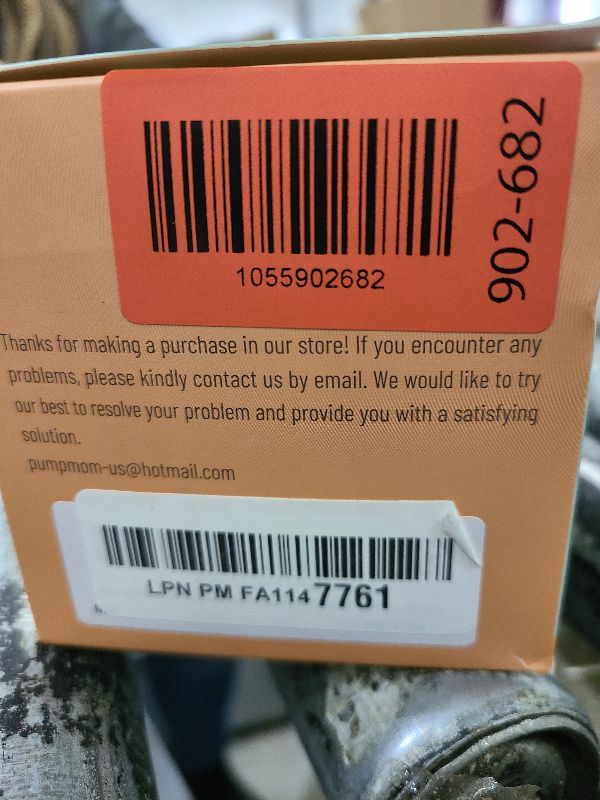 1055902682
902-682
Thanks for making a purchase in our store! If you encounter any
problems, please kindly contact us by email. We would like to try
our best to resolve your problem and provide you with a satisfying
solution.
pumpmom-us@hotmail.com
LPN PM FA1147761